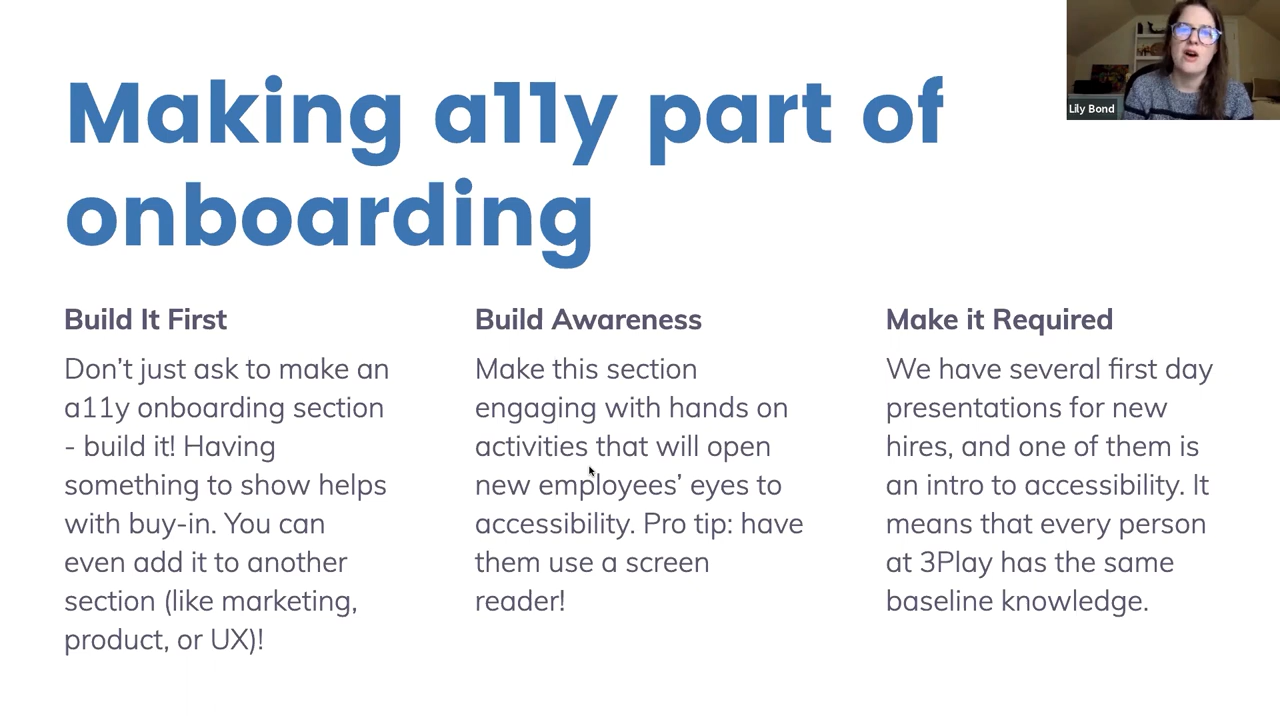 Making a11y part of
onboarding
Lily Bond
Build It First
Don’t just ask to make an
a11y onboarding section
- build it! Having
something to show helps
with buy-in. You can
even add it to another
section (like marketing,
product, or UX)!
Build Awareness
Make this section
engaging with hands on
activities that will open
new employees’ eyes to
accessibility. Pro tip: have
them use a screen
reader!
Make it Required
We have several first day
presentations for new
hires, and one of them is
an intro to accessibility. It
means that every person
at 3Play has the same
baseline knowledge.